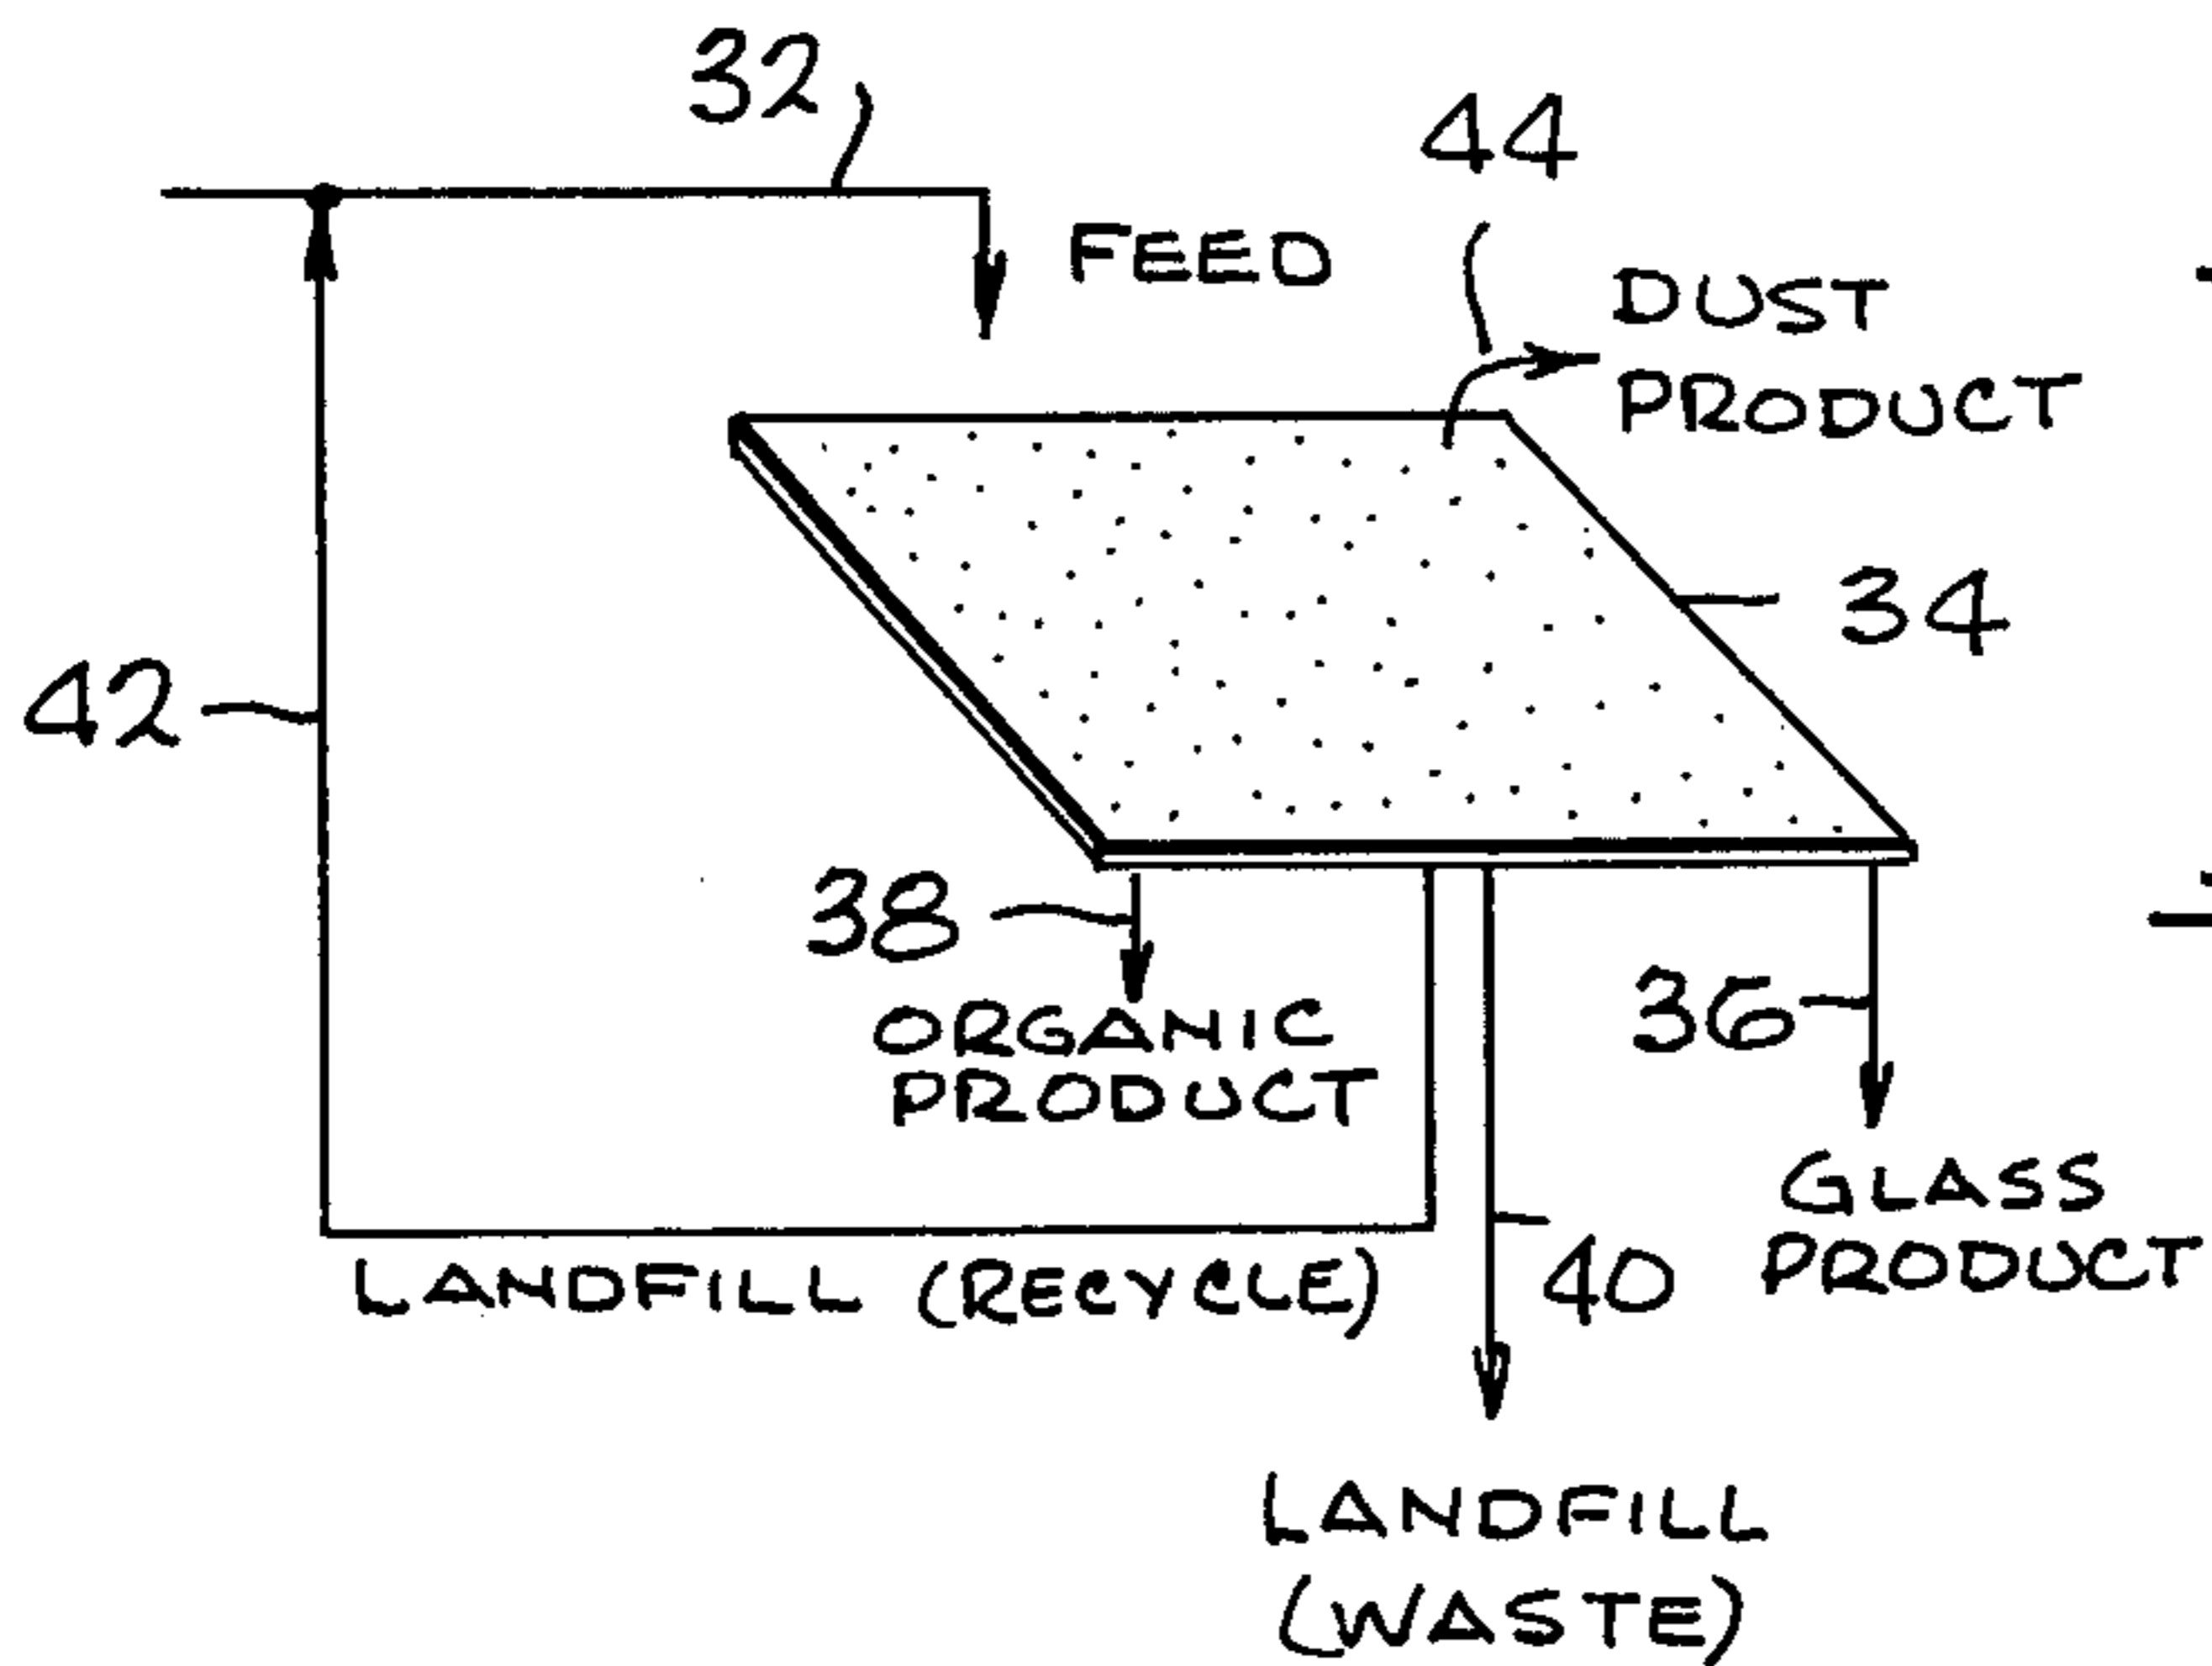 32
44
FEED
DUST
PRODUCT
34
42
38
36
ORGANIC
PRODUCT
GLASS
PRODUCT
40
LANDFILL (RECYCLE)
LANDFILL
(WASTE)